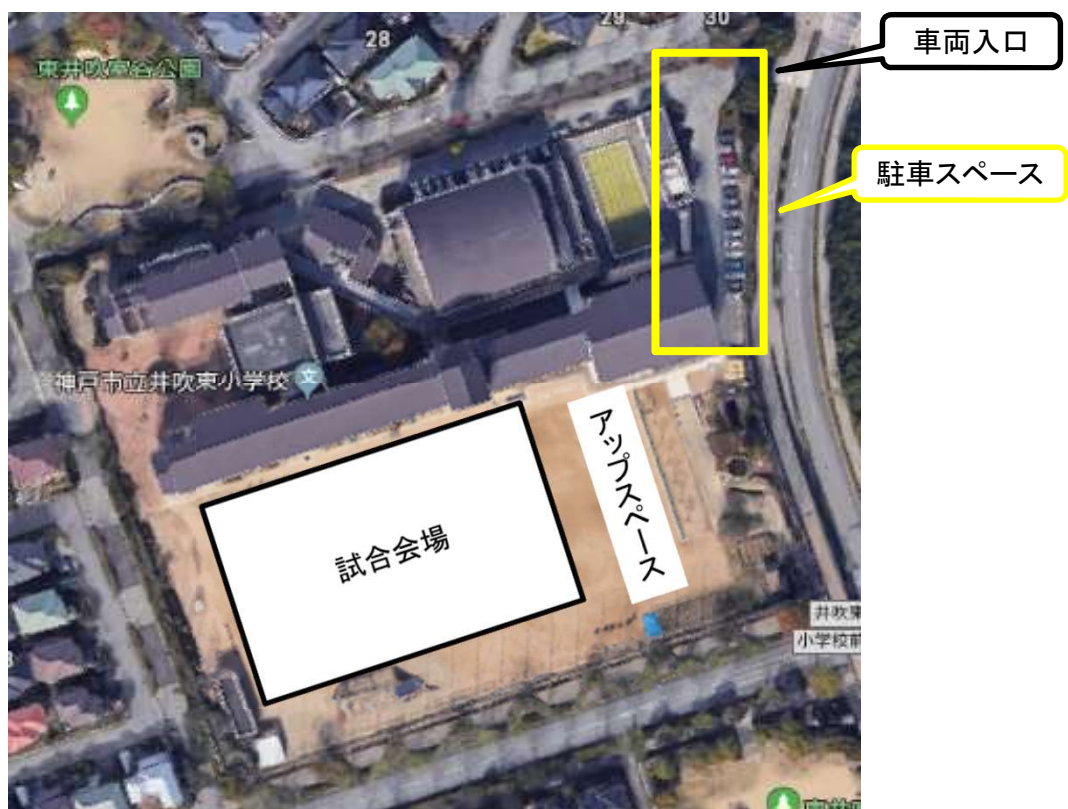 28
29
30
車両入口
東井吹東谷公園
駐車スペース
神戸市立井吹東小学校
文
アップスペース
試合会場
井吹東
小学校前